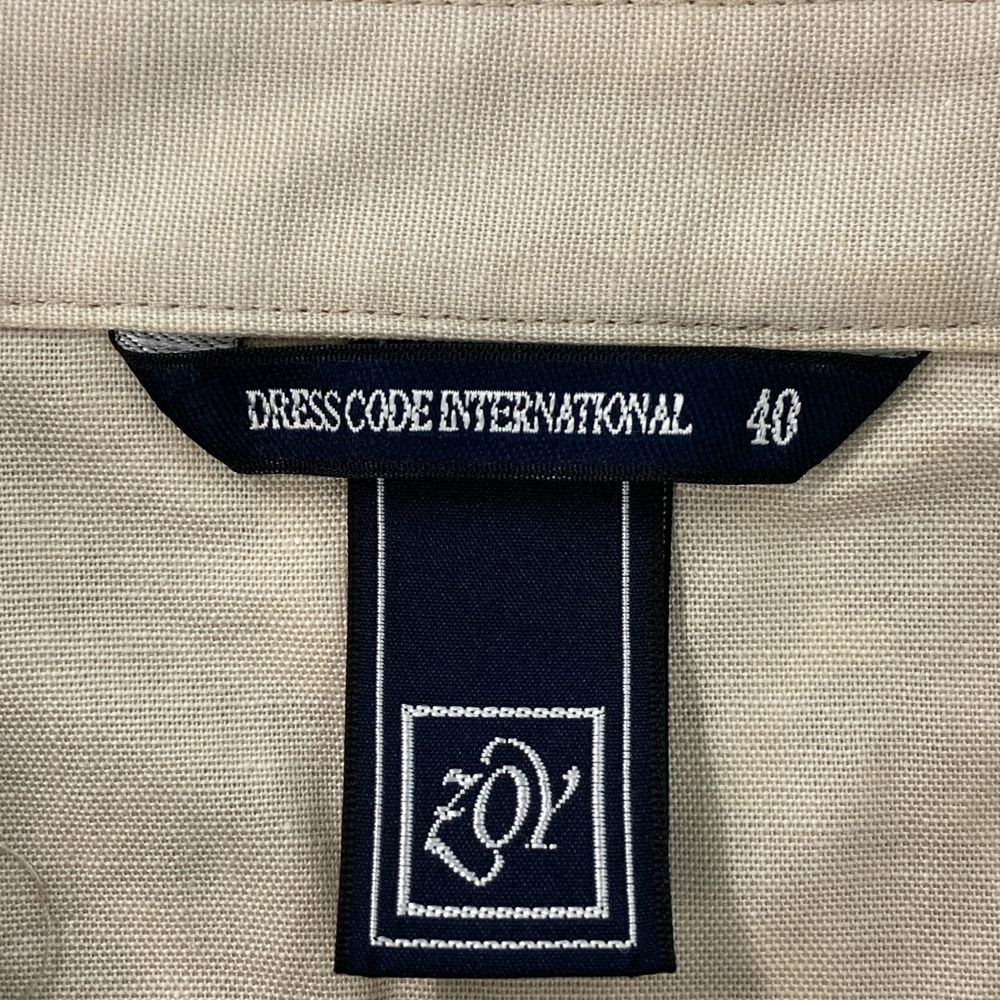 DRESS CODE INTERNATIONAL 40
ZOY